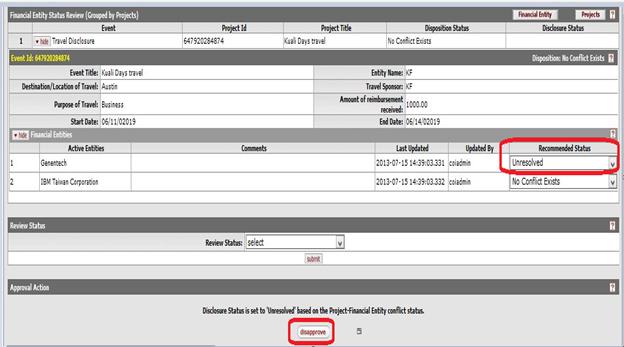 Financial Entity Status Review (Grouped by Projects) Financial Entity Projects ?
Event Project Id Project Title Disposition Status Disclosure Status
1 hide Travel Disclosure 647920284874 Kuali Days travel No Conflict Exists
Event Id: 647920284874 Disposition: No Conflict Exists ?
Event Title: Kuali Days travel Entity Name: KF
Destination/Location of Travel: Austin Travel Sponsor: KF
Purpose of Travel: Business Amount of reimbursement received: 1000.00
Start Date: 06/11/02019 End Date: 06/14/02019
hide Financial Entities ?
Active Entities Comments Last Updated Updated By Recommended Status
1 Genentech 2013-07-15 14:39:03.331 coiadmin Unresolved
2 IBM Taiwan Corporation 2013-07-15 14:39:03.332 coiadmin No Conflict Exists
Review Status ?
Review Status: select
submit
Approval Action ?
Disclosure Status is set to 'Unresolved' based on the Project-Financial Entity conflict status.
disapprove